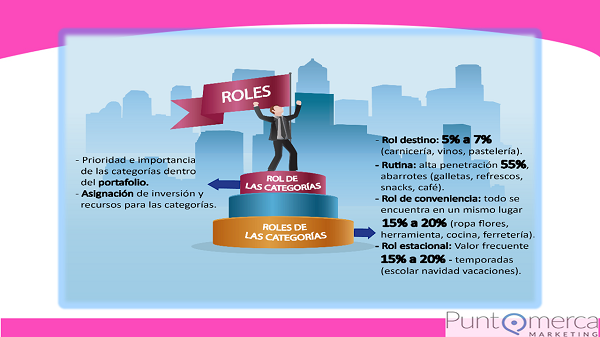 ROLES
- Prioridad e importancia
de las categorías dentro
del portafolio.
- Asignación de inversión y
recursos para las categorías.
ROL DE
LAS CATEGORÍAS
ROLES DE
LAS CATEGORÍAS
- Rol destino: 5% a 7%
(carnicería, vinos, pastelería).
- Rutina: alta penetración 55%,
abarrotes (galletas, refrescos,
snacks, café).
- Rol de conveniencia: todo se
encuentra en un mismo lugar
15% a 20% (ropa flores,
herramienta, cocina, ferretería).
- Rol estacional: Valor frecuente
15% a 20% - temporadas
(escolar navidad vacaciones).
Punt merca
MARKETING